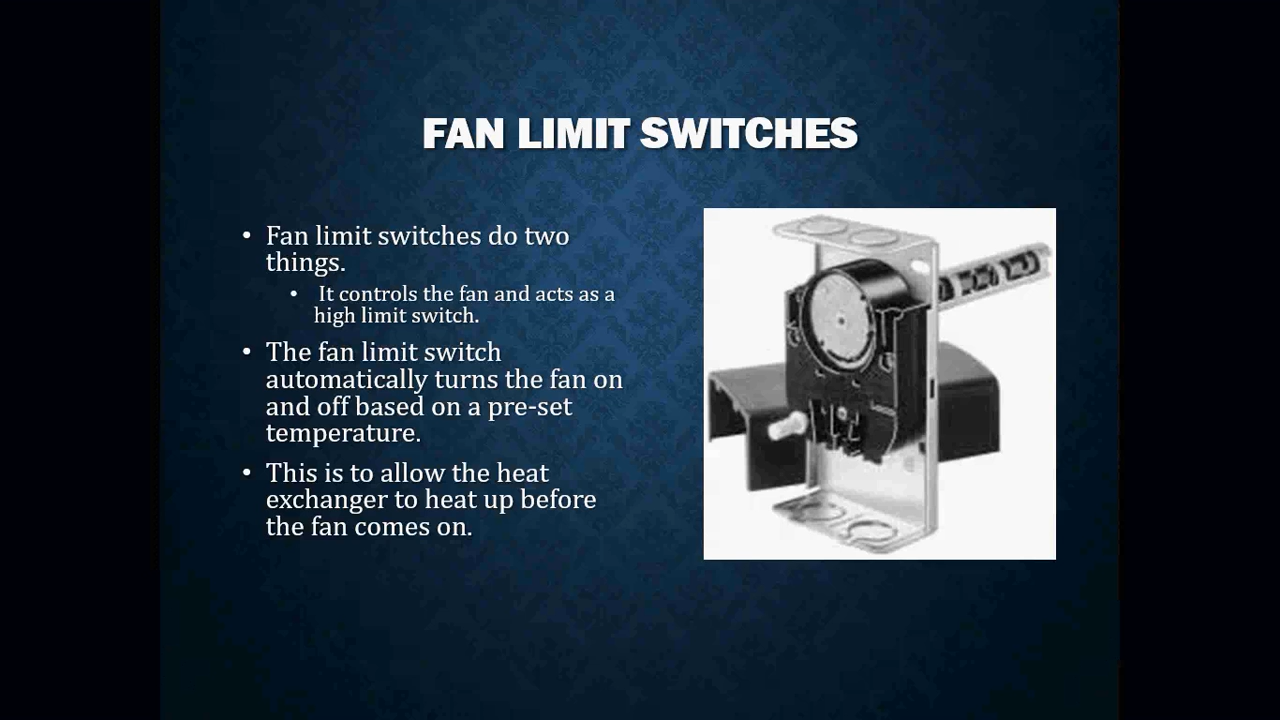 FAN LIMIT SWITCHES
• Fan limit switches do two
things.
• It controls the fan and acts as a
high limit switch.
• The fan limit switch
automatically turns the fan on
and off based on a pre-set
temperature.
• This is to allow the heat
exchanger to heat up before
the fan comes on.